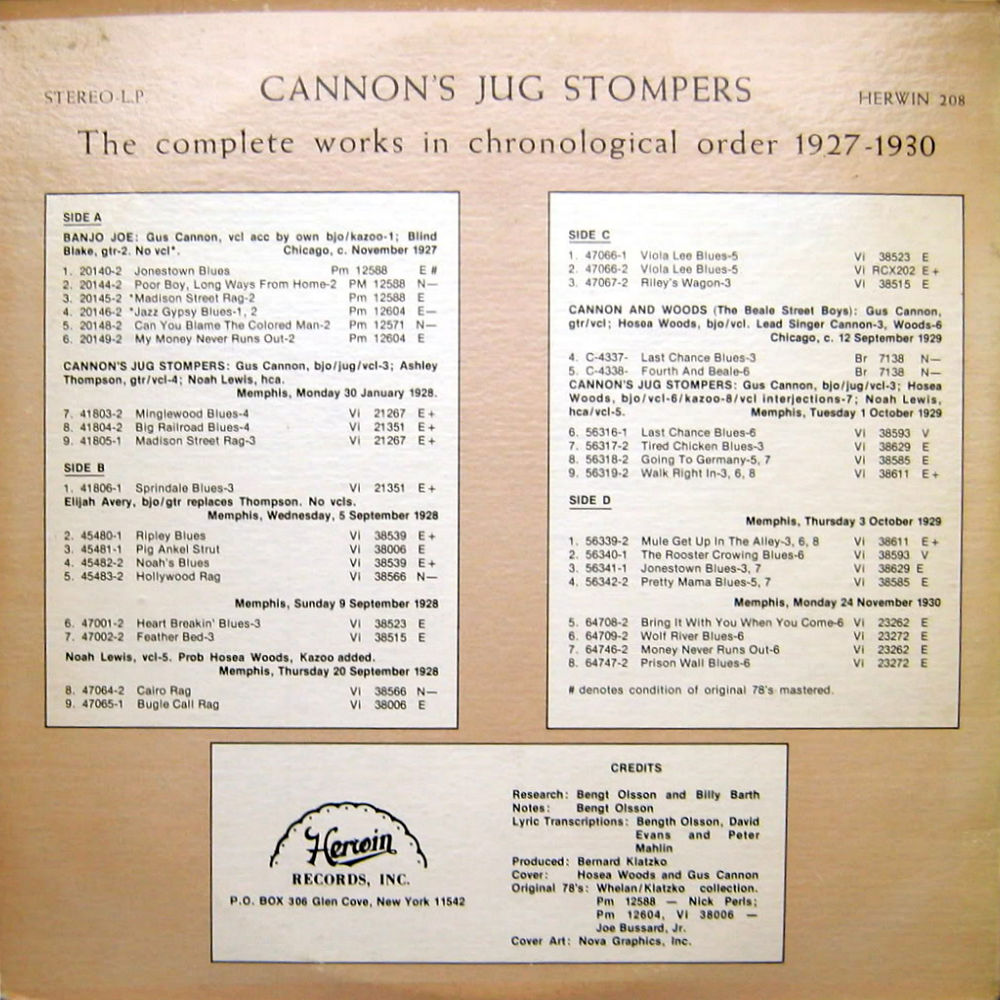 STEREO-L.P.
CANNON'S JUG STOMPERS
HERWIN 208
The complete works in chronological order 1927-1930
SIDE A
BANJO JOE: Gus Cannon, vcl acc by own bjo/kazoo-1; Blind
Blake, gtr-2. No vcl*. Chicago, c. November 1927
1. 20140-2 Jonestown Blues Pm 12588 E #
2. 20144-2 Poor Boy, Long Ways From Home-2 PM 12588 N—
3. 20145-2 *Madison Street Rag-2 Pm 12588 E
4. 20146-2 *Jazz Gypsy Blues-1, 2 Pm 12604 E—
5. 20148-2 Can You Blame The Colored Man-2 Pm 12571 N—
6. 20149-2 My Money Never Runs Out-2 Pm 12604 E
CANNON'S JUG STOMPERS: Gus Cannon, bjo/jug/vcl-3; Ashley
Thompson, gtr/vcl-4; Noah Lewis, hca.
Memphis, Monday 30 January 1928.
7. 41803-2 Minglewood Blues-4 Vi 21267 E+
8. 41804-2 Big Railroad Blues-4 Vi 21351 E+
9. 41805-1 Madison Street Rag-3 Vi 21267 E+
SIDE B
1. 41806-1 Sprindale Blues-3 Vi 21351 E+
Elijah Avery, bjo/gtr replaces Thompson. No vcls.
Memphis, Wednesday, 5 September 1928
2. 45480-1 Ripley Blues Vi 38539 E+
3. 45481-1 Pig Ankel Strut Vi 38006 E
4. 45482-2 Noah's Blues Vi 38539 E+
5. 45483-2 Hollywood Rag Vi 38566 N—
Memphis, Sunday 9 September 1928
6. 47001-2 Heart Breakin' Blues-3 Vi 38523 E
7. 47002-2 Feather Bed-3 Vi 38515 E
Noah Lewis, vcl-5. Prob Hosea Woods, Kazoo added.
Memphis, Thursday 20 September 1928
8. 47064-2 Cairo Rag Vi 38566 N—
9. 47065-1 Bugle Call Rag Vi 38006 E
SIDE C
1. 47066-1 Viola Lee Blues-5 Vi 38523 E
2. 47066-2 Viola Lee Blues-5 Vi RCX202 E+
3. 47067-2 Riley's Wagon-3 Vi 38515 E
CANNON AND WOODS (The Beale Street Boys): Gus Cannon,
gtr/vcl; Hosea Woods, bjo/vcl. Lead Singer Cannon-3, Woods-6
Chicago, c. 12 September 1929
4. C-4337- Last Chance Blues-3 Br 7138 N—
5. C-4338- Fourth And Beale-6 Br 7138 N—
CANNON'S JUG STOMPERS: Gus Cannon, bjo/jug/vcl-3; Hosea
Woods, bjo/vcl-6/kazoo-8/vcl interjections-7; Noah Lewis,
hca/vcl-5. Memphis, Tuesday 1 October 1929
6. 56316-1 Last Chance Blues-6 Vi 38593 V
7. 56317-2 Tired Chicken Blues-3 Vi 38629 E
8. 56318-2 Going To Germany-5, 7 Vi 38585 E
9. 56319-2 Walk Right In-3, 6, 8 Vi 38611 E+
SIDE D
Memphis, Thursday 3 October 1929
1. 56339-2 Mule Get Up In The Alley-3, 6, 8 Vi 38611 E+
2. 56340-1 The Rooster Crowing Blues-6 Vi 38593 V
3. 56341-1 Jonestown Blues-3, 7 Vi 38629 E
4. 56342-2 Pretty Mama Blues-5, 7 Vi 38585 E
Memphis, Monday 24 November 1930
5. 64708-2 Bring It With You When You Come-6 Vi 23262 E
6. 64709-2 Wolf River Blues-6 Vi 23272 E
7. 64746-2 Money Never Runs Out-6 Vi 23262 E
8. 64747-2 Prison Wall Blues-6 Vi 23272 E
# denotes condition of original 78's mastered.
Herwin
RECORDS, INC.
P.O. BOX 306 Glen Cove, New York 11542
CREDITS
Research: Bengt Olsson and Billy Barth
Notes: Bengt Olsson
Lyric Transcriptions: Bength Olsson, David
Evans and Peter
Mahlin
Produced: Bernard Klatzko
Cover: Hosea Woods and Gus Cannon
Original 78's: Whelan/Klatzko collection.
Pm 12588 — Nick Perls;
Pm 12604, Vi 38006 —
Joe Bussard, Jr.
Cover Art: Nova Graphics, Inc.